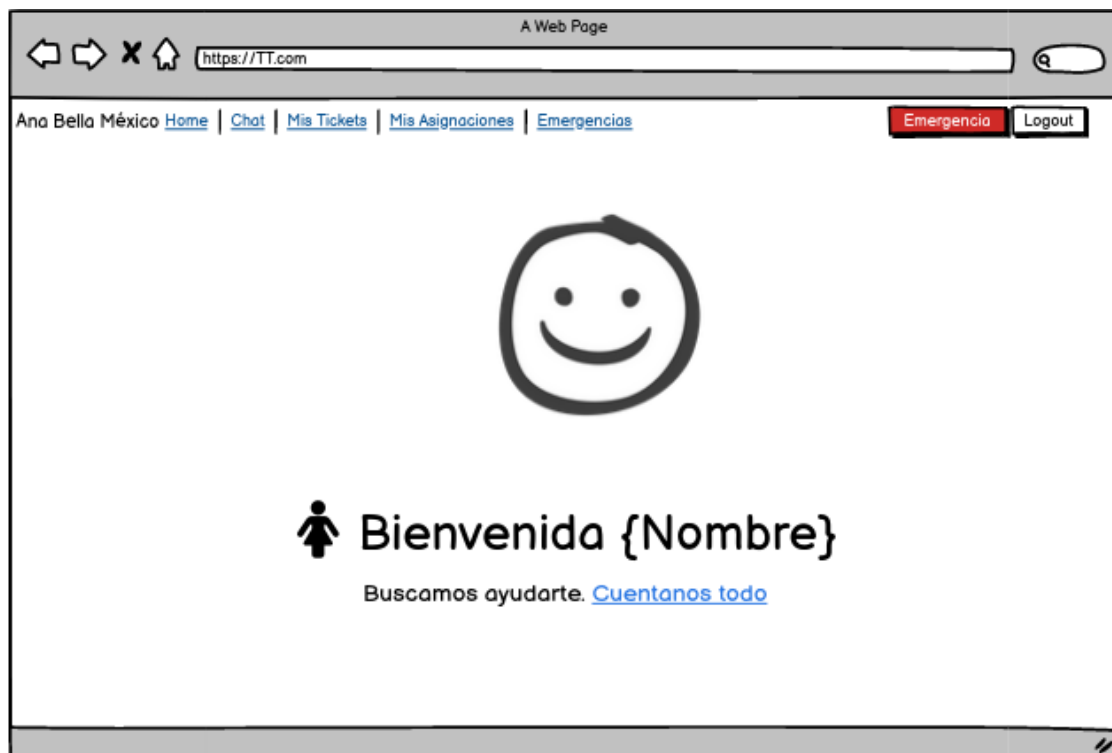 A Web Page
https://TT.com
Ana Bella México Home | Chat | Mis Tickets | Mis Asignaciones | Emergencias Emergencia Logout
Bienvenida {Nombre}
Buscamos ayudarte. Cuentanos todo